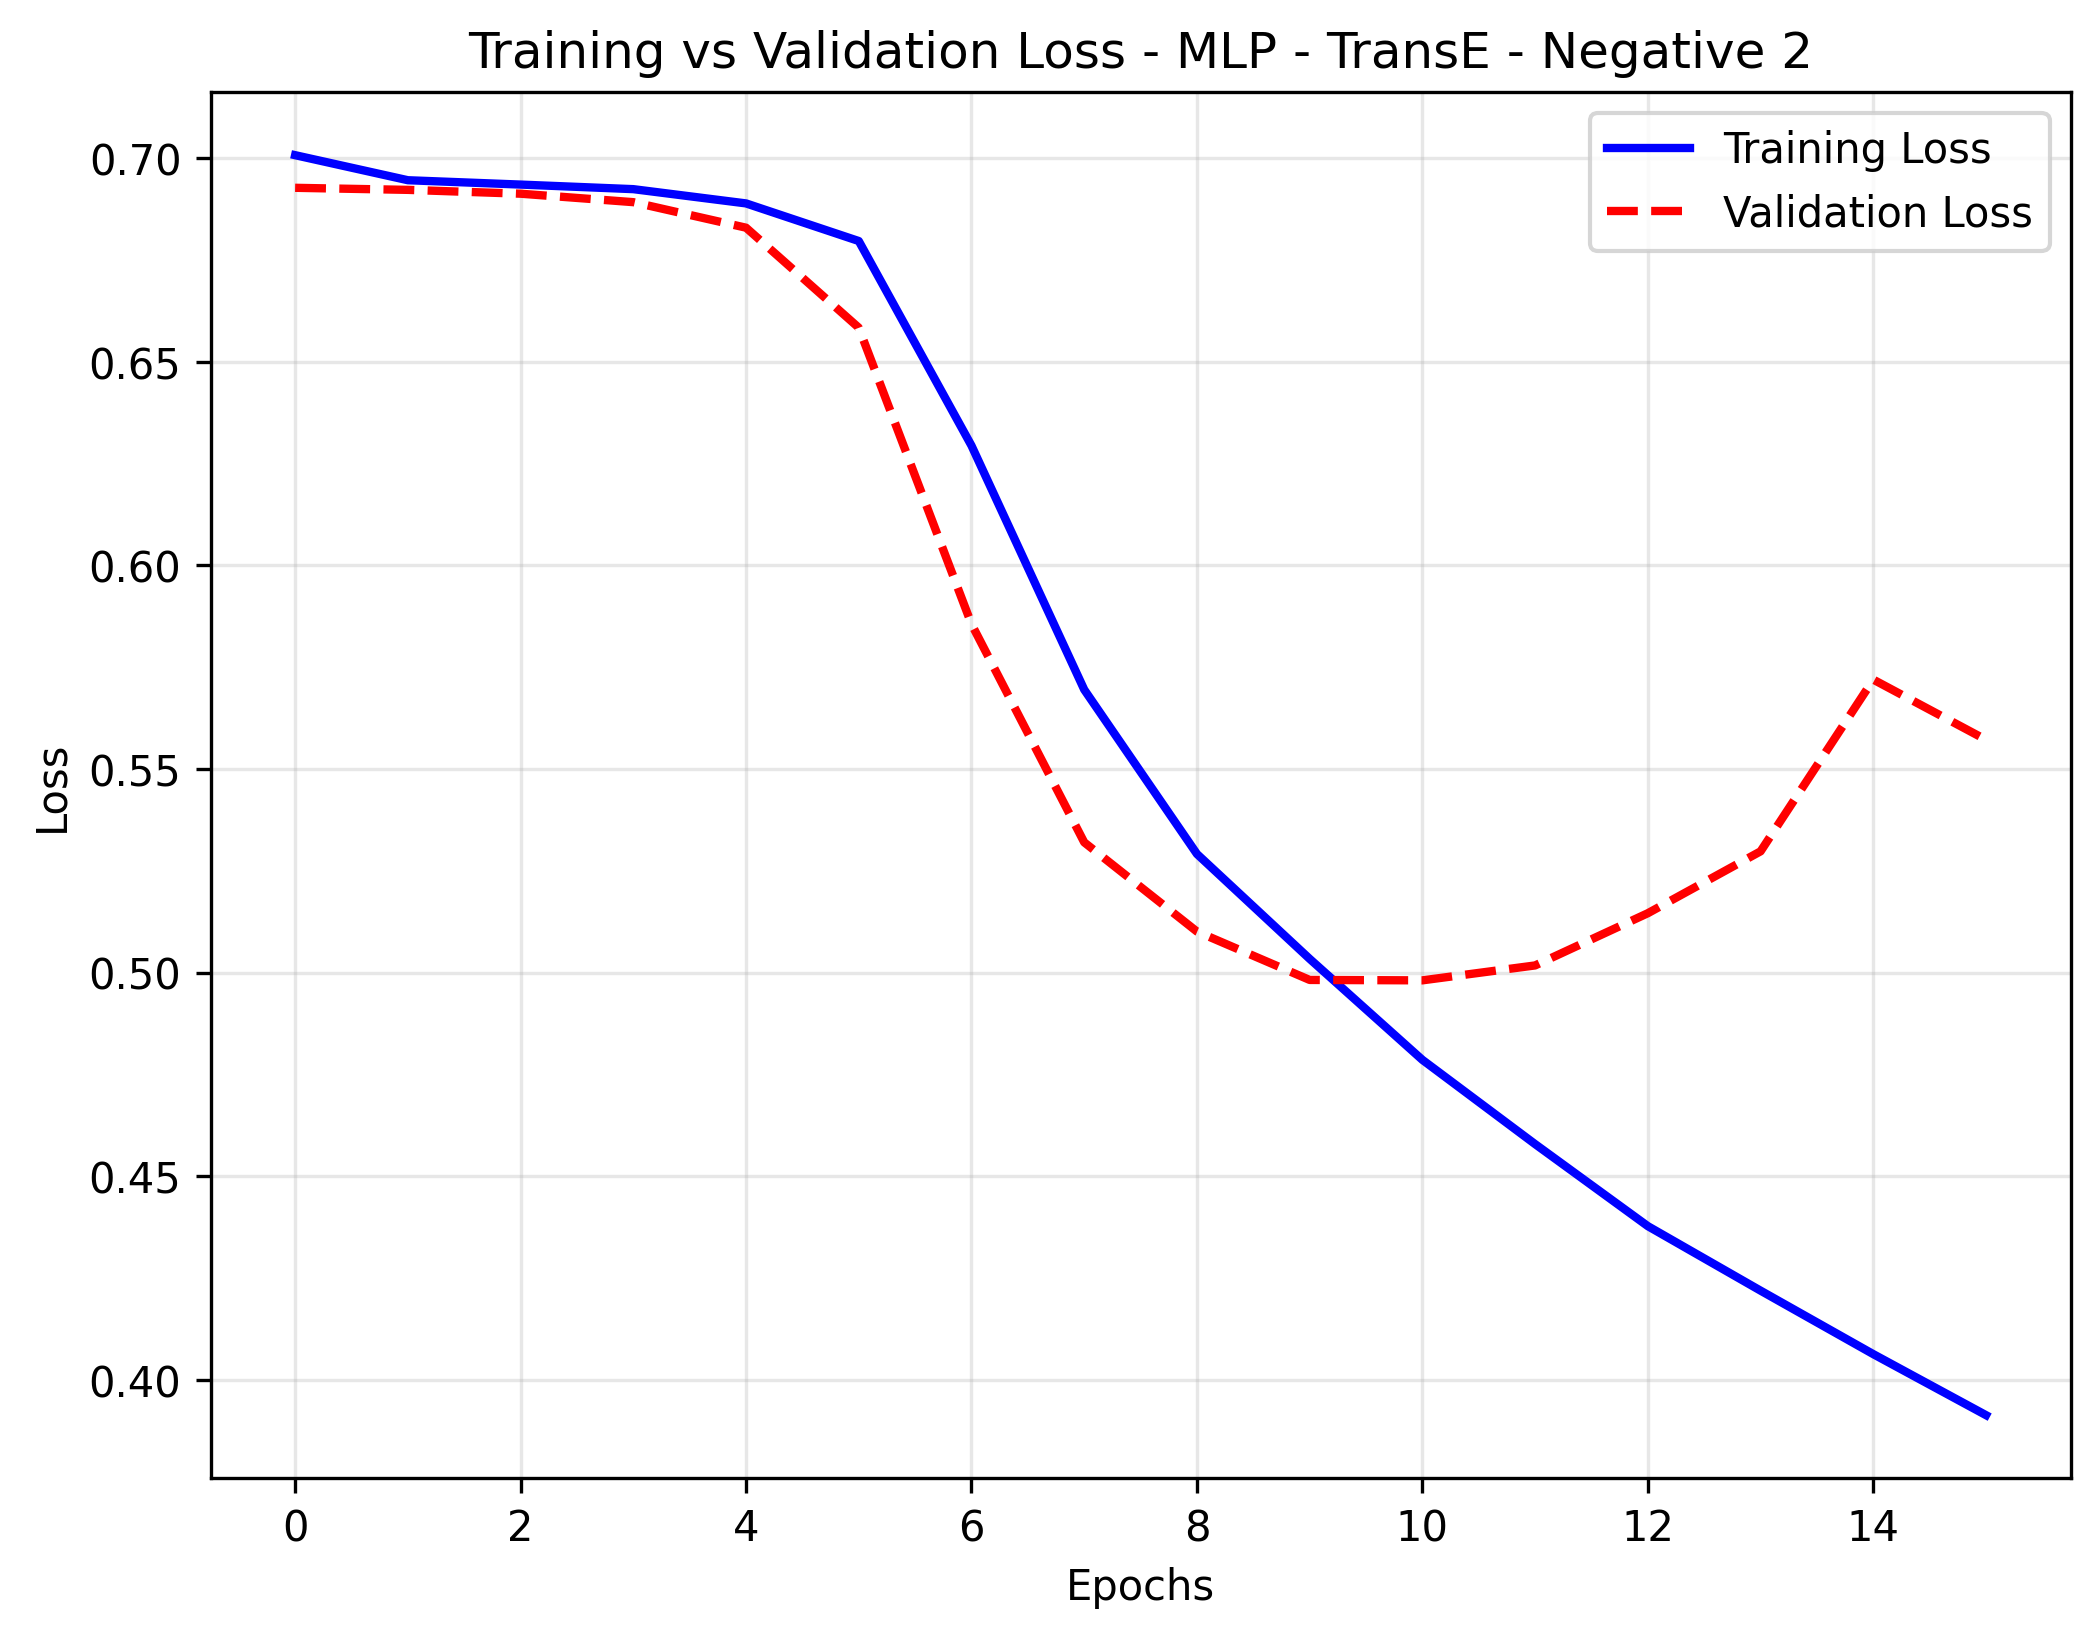 Training vs Validation Loss - MLP - TransE - Negative 2
Training Loss
Validation Loss
0.70
0.65
0.60
0.55
0.50
0.45
0.40
Loss
0 2 4 6 8 10 12 14
Epochs